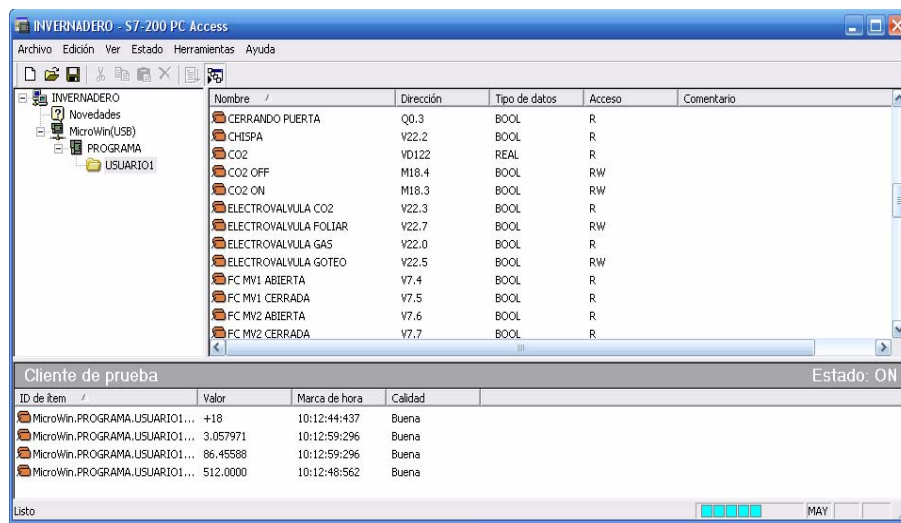 INVERNADERO - S7-200 PC Access
Archivo Edición Ver Estado Herramientas Ayuda
INVERNADERO
Novedades
MicroWin(USB)
PROGRAMA
USUARIO1
Nombre Dirección Tipo de datos Acceso Comentario
CERRANDO PUERTA Q0.3 BOOL R
CHISPA V22.2 BOOL R
CO2 VD122 REAL R
CO2 OFF M18.4 BOOL RW
CO2 ON M18.3 BOOL RW
ELECTROVALVULA CO2 V22.3 BOOL R
ELECTROVALVULA FOLIAR V22.7 BOOL RW
ELECTROVALVULA GAS V22.0 BOOL R
ELECTROVALVULA GOTEO V22.5 BOOL RW
FC MV1 ABIERTA V7.4 BOOL R
FC MV1 CERRADA V7.5 BOOL R
FC MV2 ABIERTA V7.6 BOOL R
FC MV2 CERRADA V7.7 BOOL R
Cliente de prueba Estado: ON
ID de ítem Valor Marca de hora Calidad
MicroWin.PROGRAMA.USUARIO1... +18 10:12:44:437 Buena
MicroWin.PROGRAMA.USUARIO1... 3.057971 10:12:59:296 Buena
MicroWin.PROGRAMA.USUARIO1... 86.45588 10:12:59:296 Buena
MicroWin.PROGRAMA.USUARIO1... 512.0000 10:12:48:562 Buena
Listo MAY